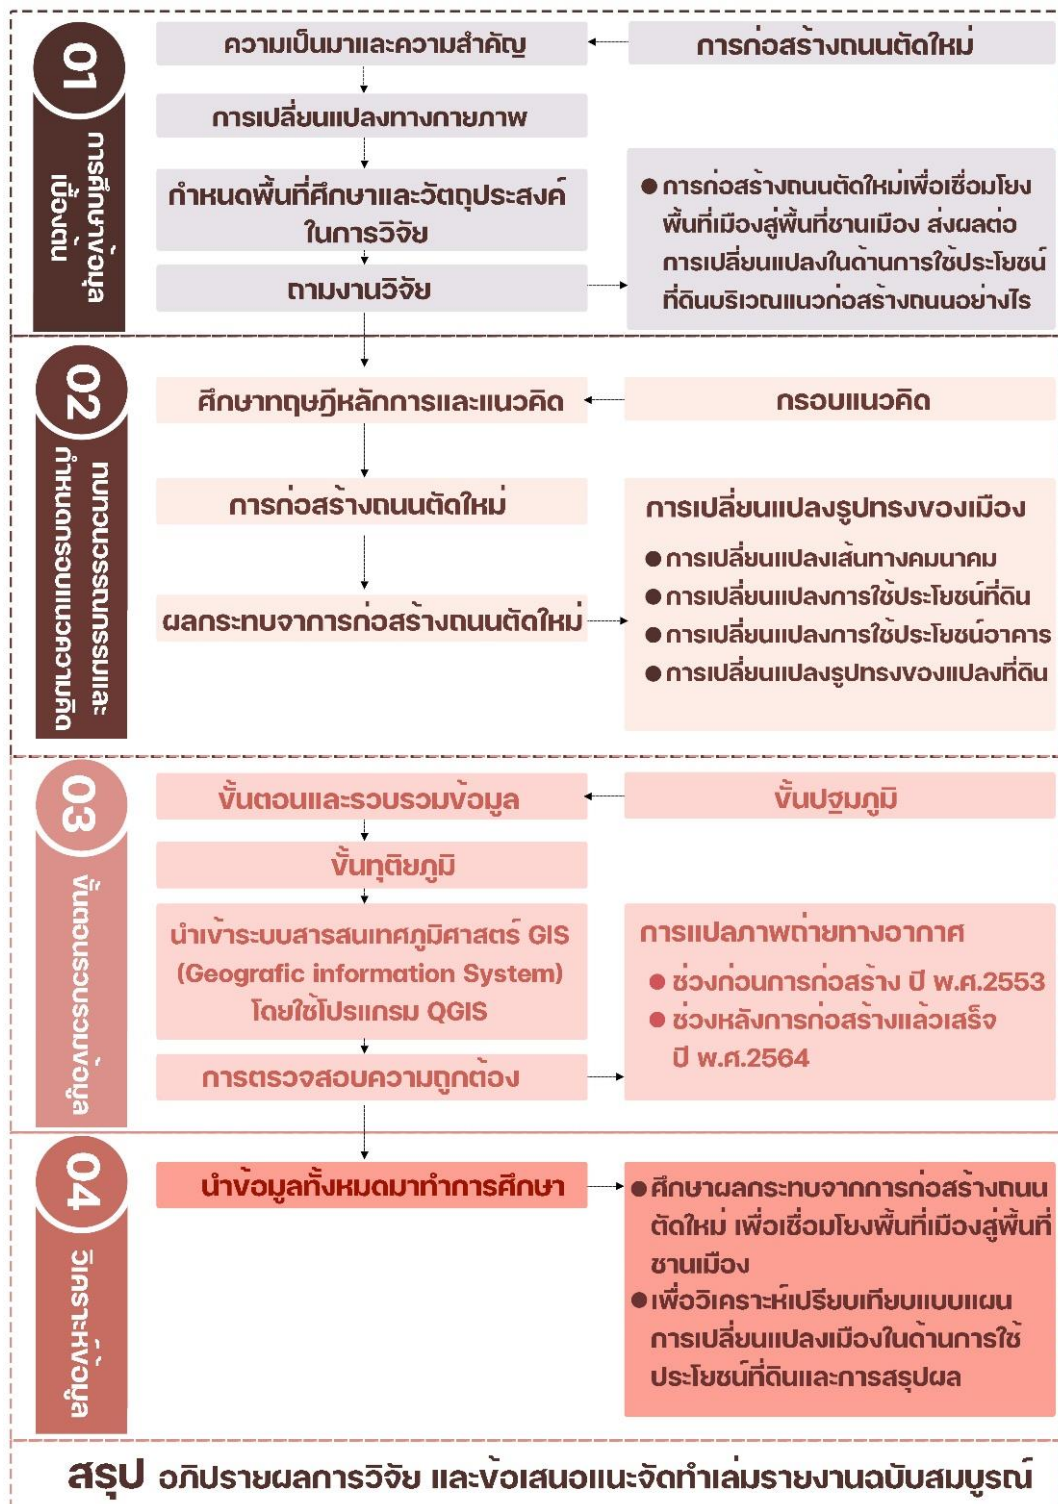 01
การศึกษาข้อมูล
เบื้องต้น
ความเป็นมาและความสำคัญ
การก่อสร้างถนนตัดใหม่
การเปลี่ยนแปลงทางกายภาพ
กำหนดพื้นที่ศึกษาและวัตถุประสงค์
ในการวิจัย
ถามงานวิจัย
● การก่อสร้างถนนตัดใหม่เพื่อเชื่อมโยง
พื้นที่เมืองสู่พื้นที่ชานเมือง ส่งผลต่อ
การเปลี่ยนแปลงในด้านการใช้ประโยชน์
ที่ดินบริเวณแนวก่อสร้างถนนอย่างไร
02
ทบทวนวรรณกรรมและ
กำหนดกรอบแนวความคิด
ศึกษาทฤษฎีหลักการและแนวคิด
กรอบแนวคิด
การก่อสร้างถนนตัดใหม่
ผลกระทบจาการก่อสร้างถนนตัดใหม่
การเปลี่ยนแปลงรูปทรงของเมือง
● การเปลี่ยนแปลงเส้นทางคมนาคม
● การเปลี่ยนแปลงการใช้ประโยชน์ที่ดิน
● การเปลี่ยนแปลงการใช้ประโยชน์อาคาร
● การเปลี่ยนแปลงรูปทรงของแปลงที่ดิน
03
ขั้นตอนรวบรวมข้อมูล
ขั้นตอนและรวบรวมข้อมูล
ขั้นปฐมภูมิ
ขั้นทุติยภูมิ
นำเข้าระบบสารสนเทศภูมิศาสตร์ GIS
(Geografic information System)
โดยใช้โปรแกรม QGIS
การตรวจสอบความถูกต้อง
การแปลภาพถ่ายทางอากาศ
● ช่วงก่อนการก่อสร้าง ปี พ.ศ.2553
● ช่วงหลังการก่อสร้างแล้วเสร็จ
ปี พ.ศ.2564
04
วิเคราะห์ข้อมูล
นำข้อมูลทั้งหมดมาทำการศึกษา
● ศึกษาผลกระทบจากการก่อสร้างถนน
ตัดใหม่ เพื่อเชื่อมโยงพื้นที่เมืองสู่พื้นที่
ชานเมือง
● เพื่อวิเคราะห์เปรียบเทียบแบบแผน
การเปลี่ยนแปลงเมืองในด้านการใช้
ประโยชน์ที่ดินและการสรุปผล
สรุป อภิปรายผลการวิจัย และข้อเสนอแนะจัดทำเล่มรายงานฉบับสมบูรณ์